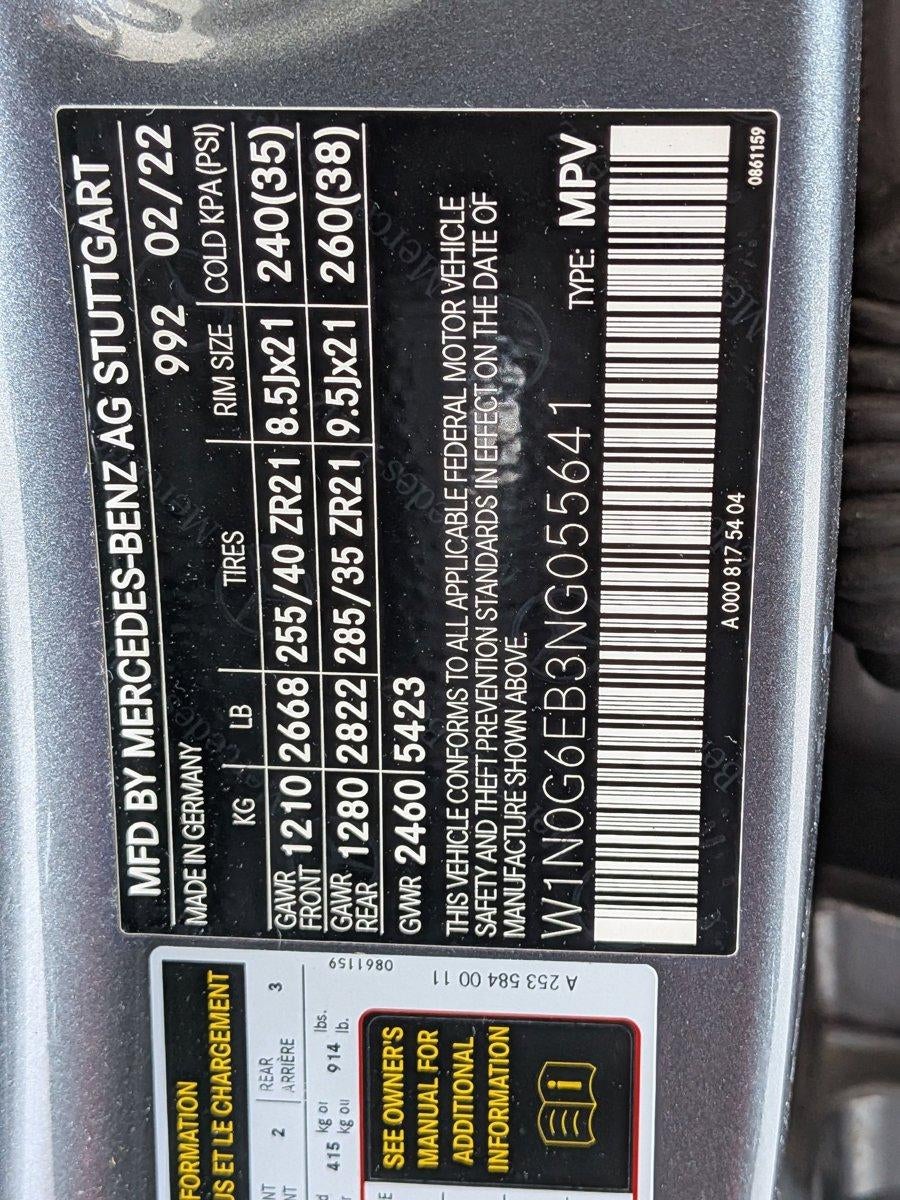 MFD BY MERCEDES-BENZ AG STUTTGART
MADE IN GERMANY 992 02/22
KG LB TIRES RIM SIZE COLD KPA (PSI)
GAWR FRONT 1210 2668 255/40 ZR21 8.5Jx21 240(35)
GAWR REAR 1280 2822 285/35 ZR21 9.5Jx21 260(38)
GWR 2460 5423
THIS VEHICLE CONFORMS TO ALL APPLICABLE FEDERAL MOTOR VEHICLE
SAFETY AND THEFT PREVENTION STANDARDS IN EFFECT ON THE DATE OF
MANUFACTURE SHOWN ABOVE.
W1N0G6EB3NG055641 TYPE: MPV
A 000 817 54 04 0861159
FORMATION
US ET LE CHARGEMENT
2 REAR 3
ARRIÈRE
415 kg or 914 lbs.
kg ou lb.
0861159
A 253 584 00 11
SEE OWNER'S
MANUAL FOR
ADDITIONAL
INFORMATION